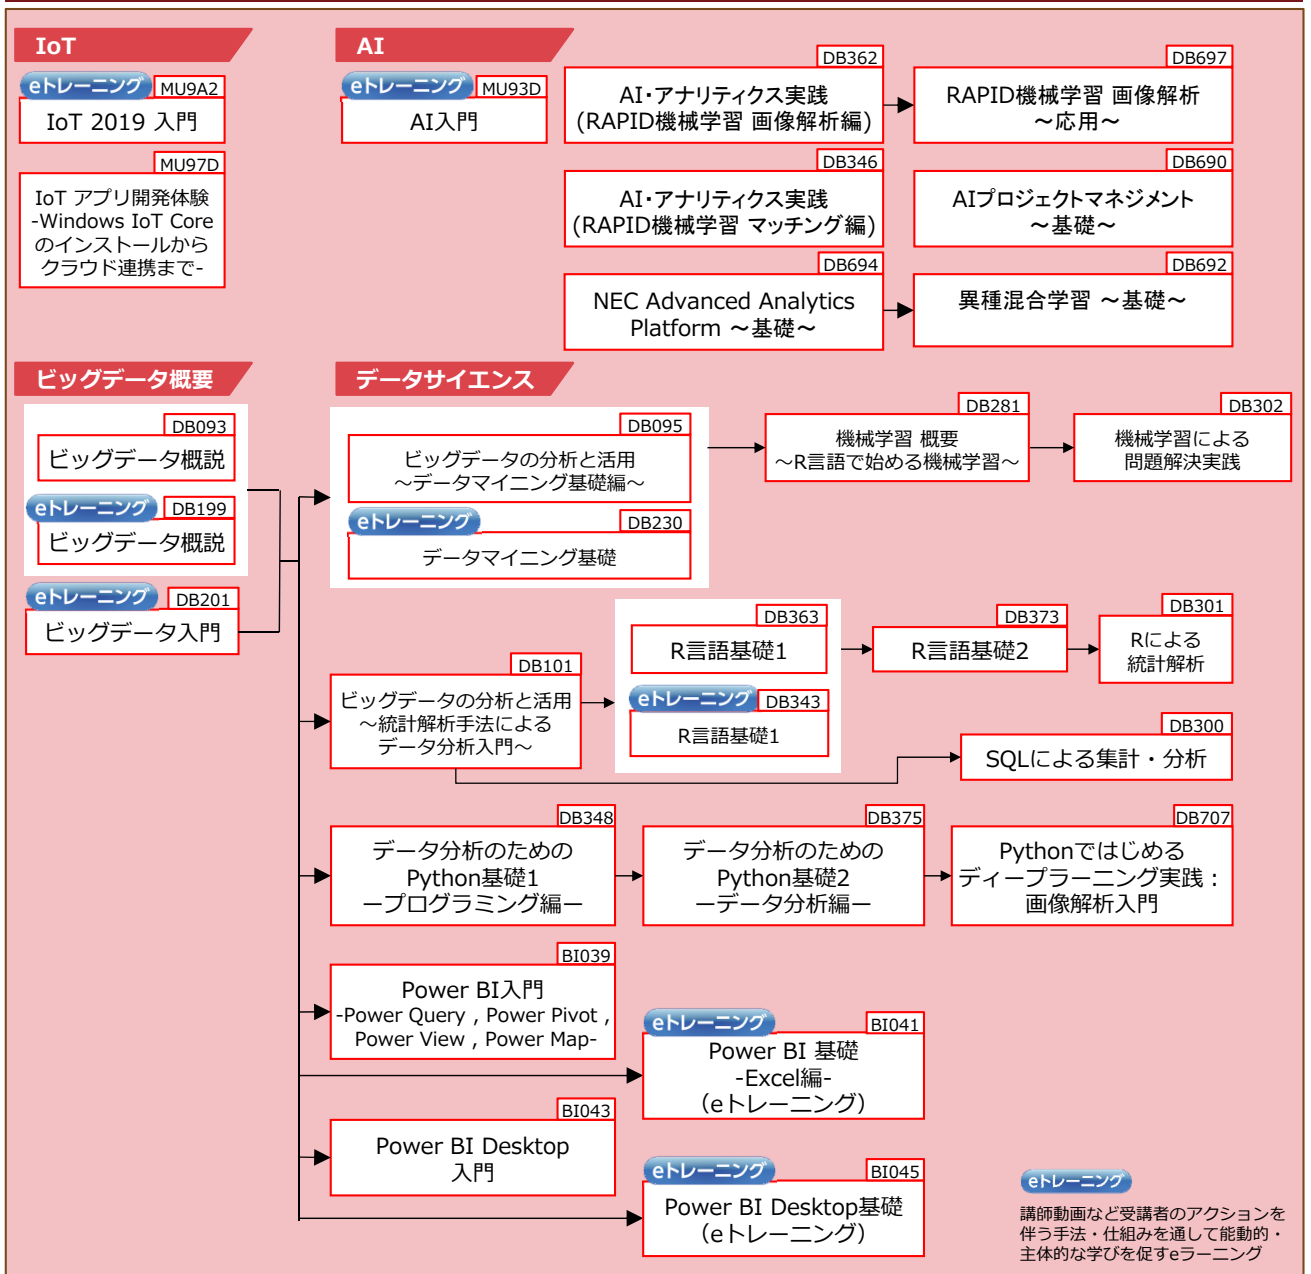 IoT
eトレーニング
MU9A2
IoT 2019 入門
MU97D
IoT アプリ開発体験
-Windows IoT Core
のインストールから
クラウド連携まで-
AI
eトレーニング
MU93D
AI入門
DB362
AI・アナリティクス実践
(RAPID機械学習 画像解析編)
DB697
RAPID機械学習 画像解析
～応用～
DB346
AI・アナリティクス実践
(RAPID機械学習 マッチング編)
DB690
AIプロジェクトマネジメント
～基礎～
DB694
NEC Advanced Analytics
Platform ～基礎～
DB692
異種混合学習 ～基礎～
ビッグデータ概要
DB093
ビッグデータ概説
eトレーニング
DB199
ビッグデータ概説
eトレーニング
DB201
ビッグデータ入門
データサイエンス
DB095
ビッグデータの分析と活用
～データマイニング基礎編～
eトレーニング
DB230
データマイニング基礎
DB281
機械学習 概要
～R言語で始める機械学習～
DB302
機械学習による
問題解決実践
DB101
ビッグデータの分析と活用
～統計解析手法による
データ分析入門～
DB363
R言語基礎1
eトレーニング
DB343
R言語基礎1
DB373
R言語基礎2
DB301
Rによる
統計解析
DB300
SQLによる集計・分析
DB348
データ分析のための
Python基礎1
ープログラミング編ー
DB375
データ分析のための
Python基礎2
ーデータ分析編ー
DB707
Pythonではじめる
ディープラーニング実践：
画像解析入門
BI039
Power BI入門
-Power Query , Power Pivot ,
Power View , Power Map-
eトレーニング
BI041
Power BI 基礎
-Excel編-
（eトレーニング）
BI043
Power BI Desktop
入門
eトレーニング
BI045
Power BI Desktop基礎
（eトレーニング）
eトレーニング
講師動画など受講者のアクションを
伴う手法・仕組みを通して能動的・
主体的な学びを促すeラーニング